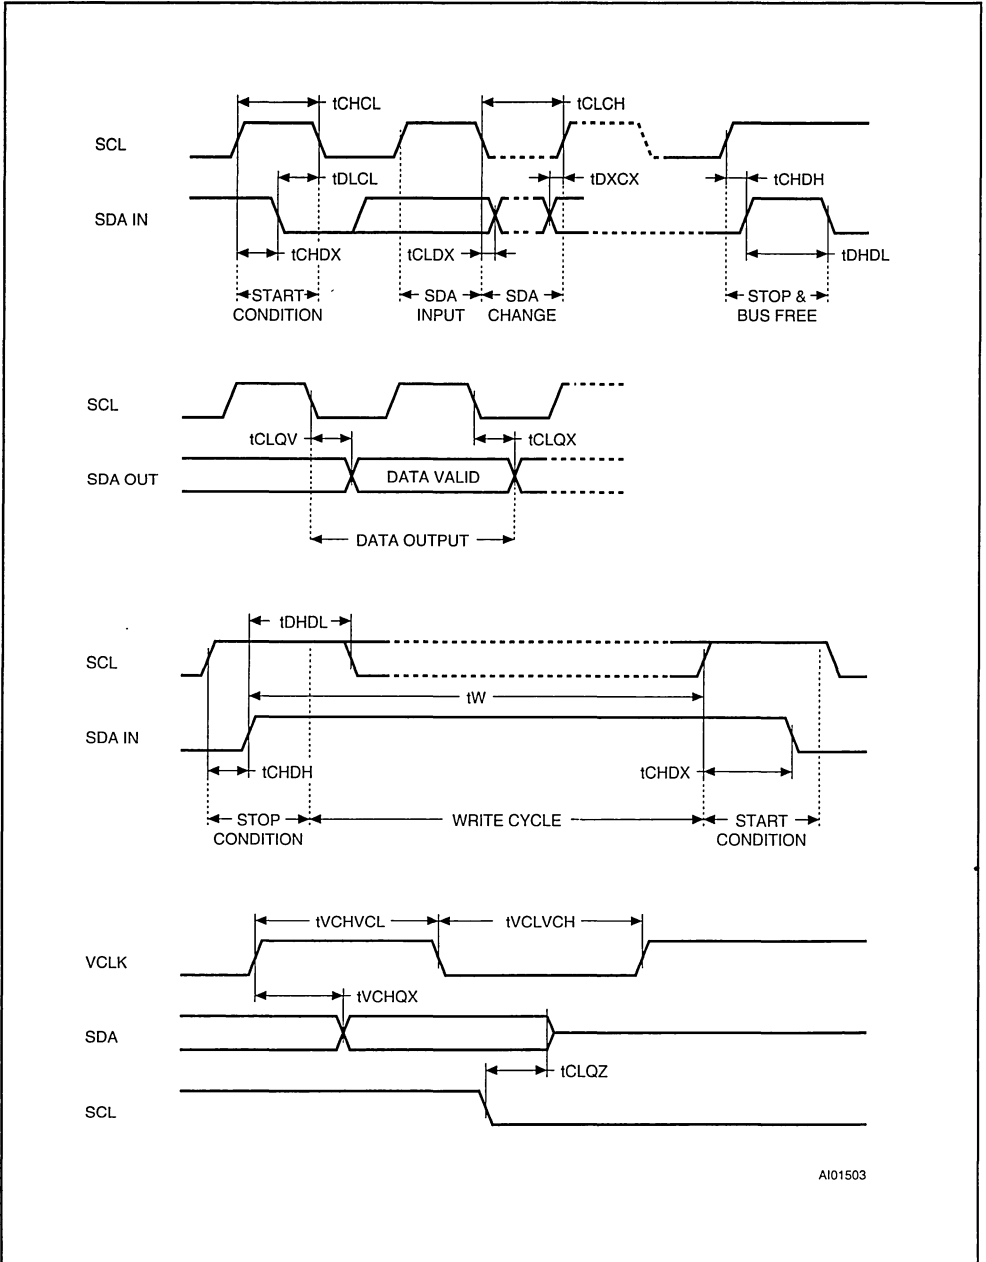 tCHCL
tCLCH
SCL
tDLCL
tDXCX
tCHDH
SDA IN
tCHDX
tCLDX
tDHDL
START
CONDITION
SDA
INPUT
SDA
CHANGE
STOP &
BUS FREE
SCL
tCLQV
tCLQX
SDA OUT
DATA VALID
DATA OUTPUT
tDHDL
SCL
tW
SDA IN
tCHDH
tCHDX
STOP
CONDITION
WRITE CYCLE
START
CONDITION
tVCHVCL
tVCLVCH
VCLK
tVCHQX
SDA
tCLQZ
SCL
AI01503